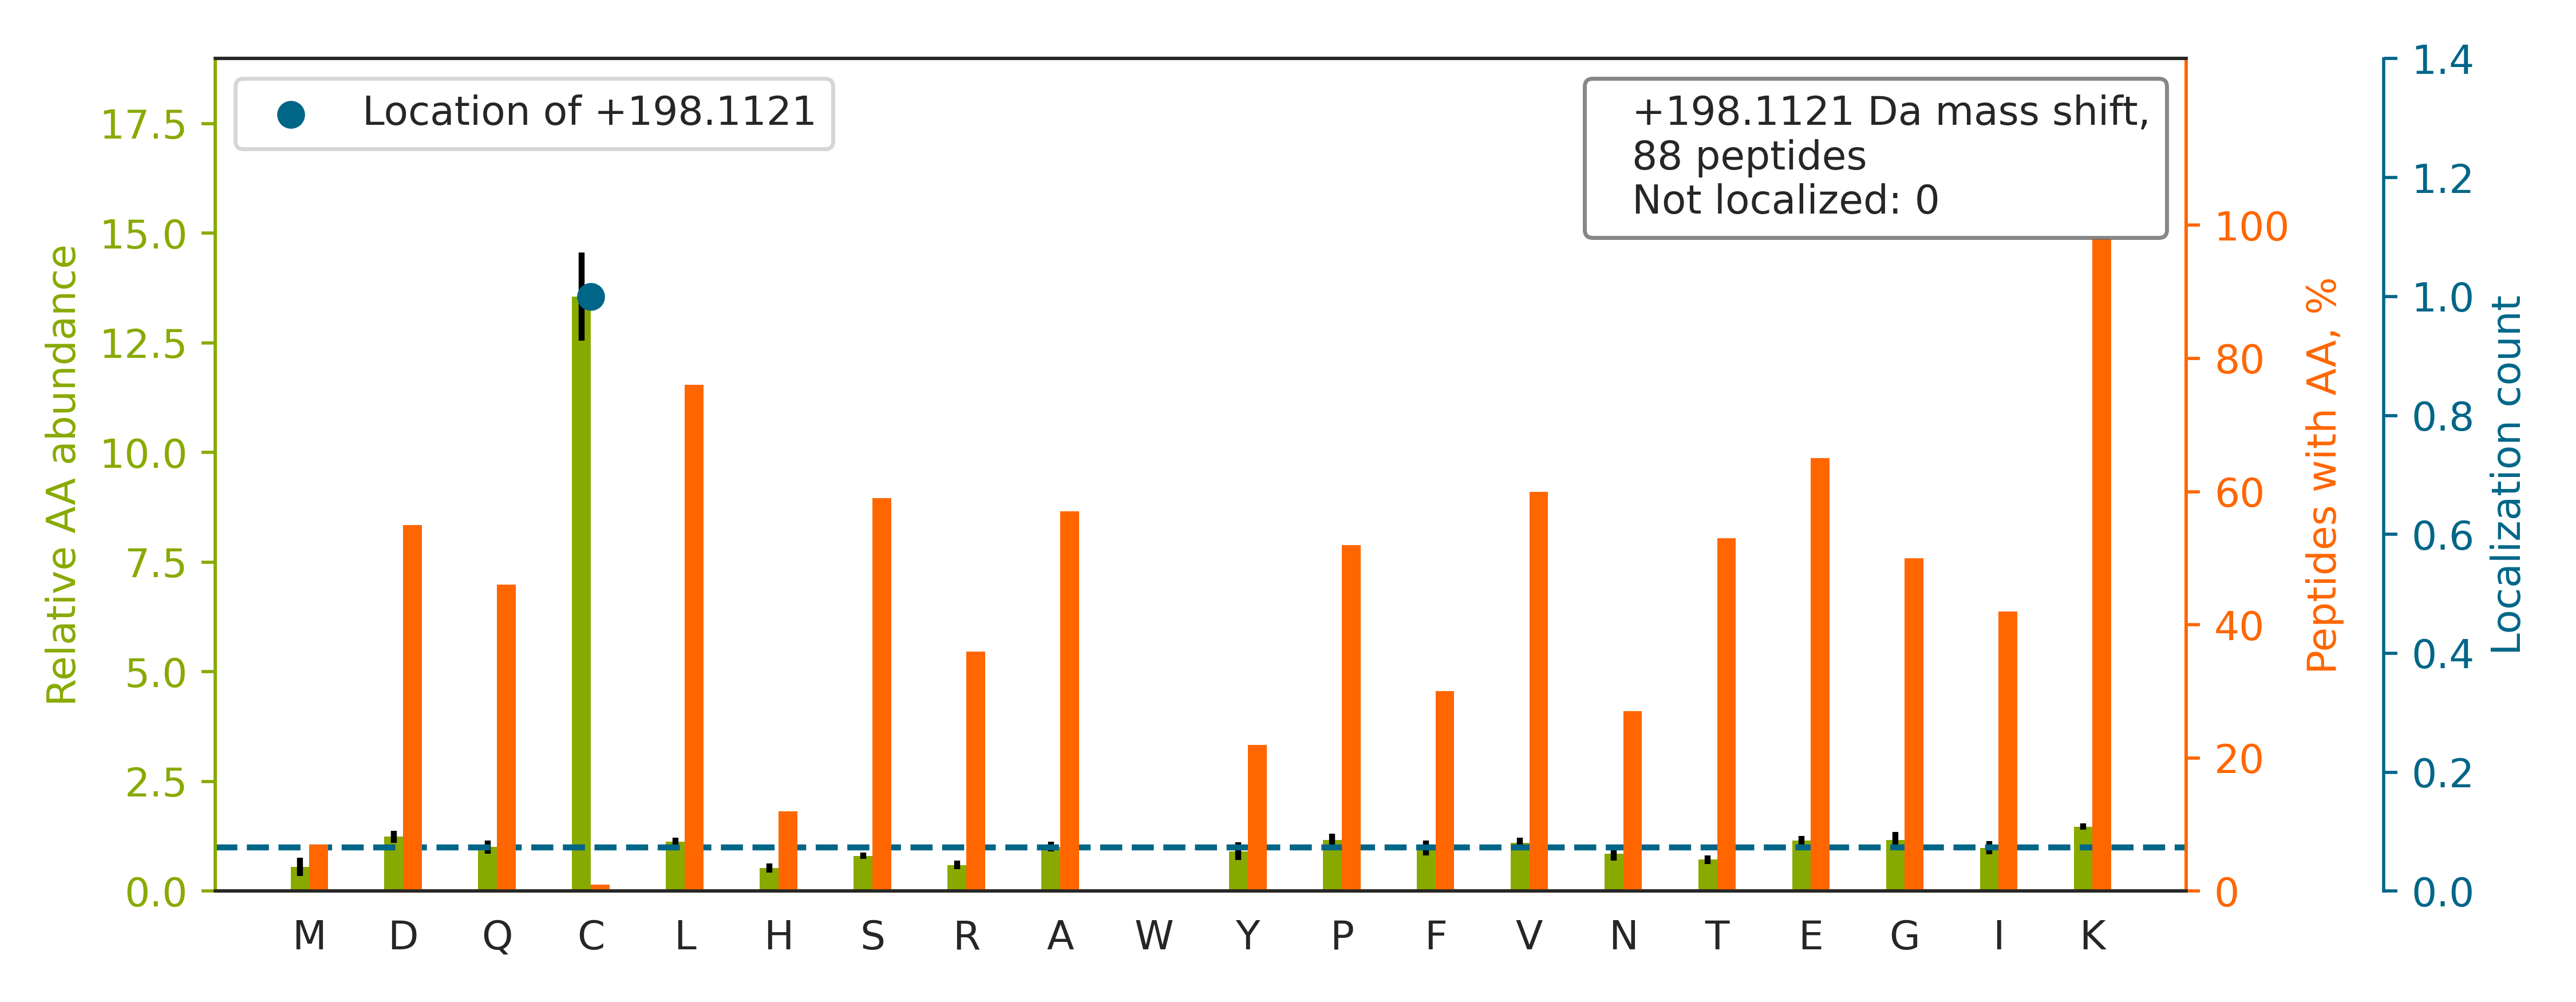 Location of +198.1121
+198.1121 Da mass shift,
88 peptides
Not localized: 0
Relative AA abundance
17.5
15.0
12.5
10.0
7.5
5.0
2.5
0.0
M D Q C L H S R A W Y P F V N T E G I K
100
80
60
40
20
0
Peptides with AA, %
1.4
1.2
1.0
0.8
0.6
0.4
0.2
0.0
Localization count